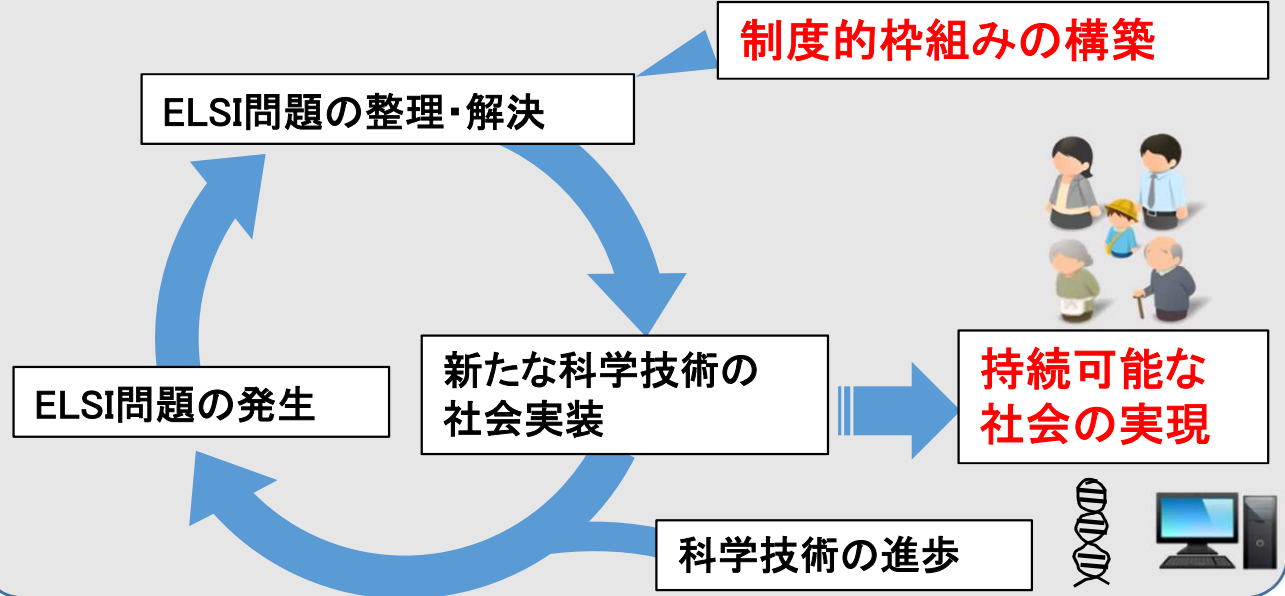 制度的枠組みの構築
ELSI問題の整理・解決
新たな科学技術の
社会実装
持続可能な
社会の実現
ELSI問題の発生
科学技術の進歩